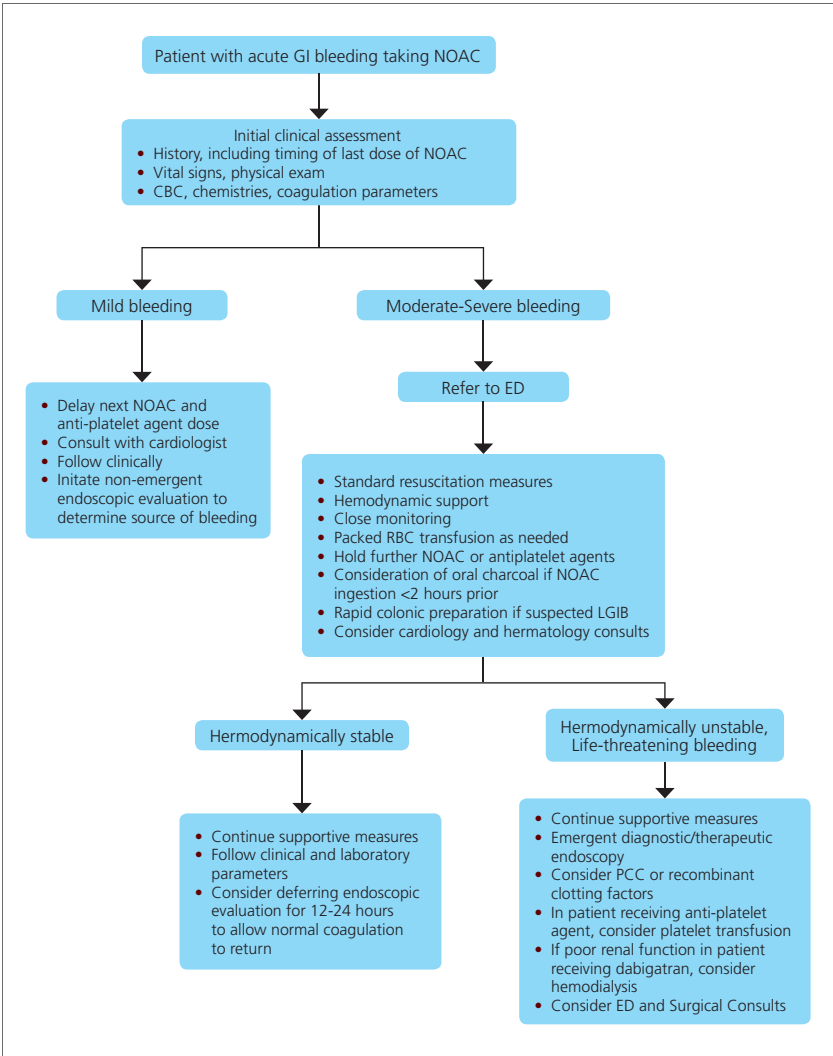 Patient with acute GI bleeding taking NOAC
Initial clinical assessment
• History, including timing of last dose of NOAC
• Vital signs, physical exam
• CBC, chemistries, coagulation parameters
Mild bleeding
Moderate-Severe bleeding
Refer to ED
• Delay next NOAC and
anti-platelet agent dose
• Consult with cardiologist
• Follow clinically
• Initate non-emergent
endoscopic evaluation to
determine source of bleeding
• Standard resuscitation measures
• Hemodynamic support
• Close monitoring
• Packed RBC transfusion as needed
• Hold further NOAC or antiplatelet agents
• Consideration of oral charcoal if NOAC
ingestion <2 hours prior
• Rapid colonic preparation if suspected LGIB
• Consider cardiology and hermatology consults
Hermodynamically stable
Hermodynamically unstable,
Life-threatening bleeding
• Continue supportive measures
• Follow clinical and laboratory
parameters
• Consider deferring endoscopic
evaluation for 12-24 hours
to allow normal coagulation
to return
• Continue supportive measures
• Emergent diagnostic/therapeutic
endoscopy
• Consider PCC or recombinant
clotting factors
• In patient receiving anti-platelet
agent, consider platelet transfusion
• If poor renal function in patient
receiving dabigatran, consider
hemodialysis
• Consider ED and Surgical Consults